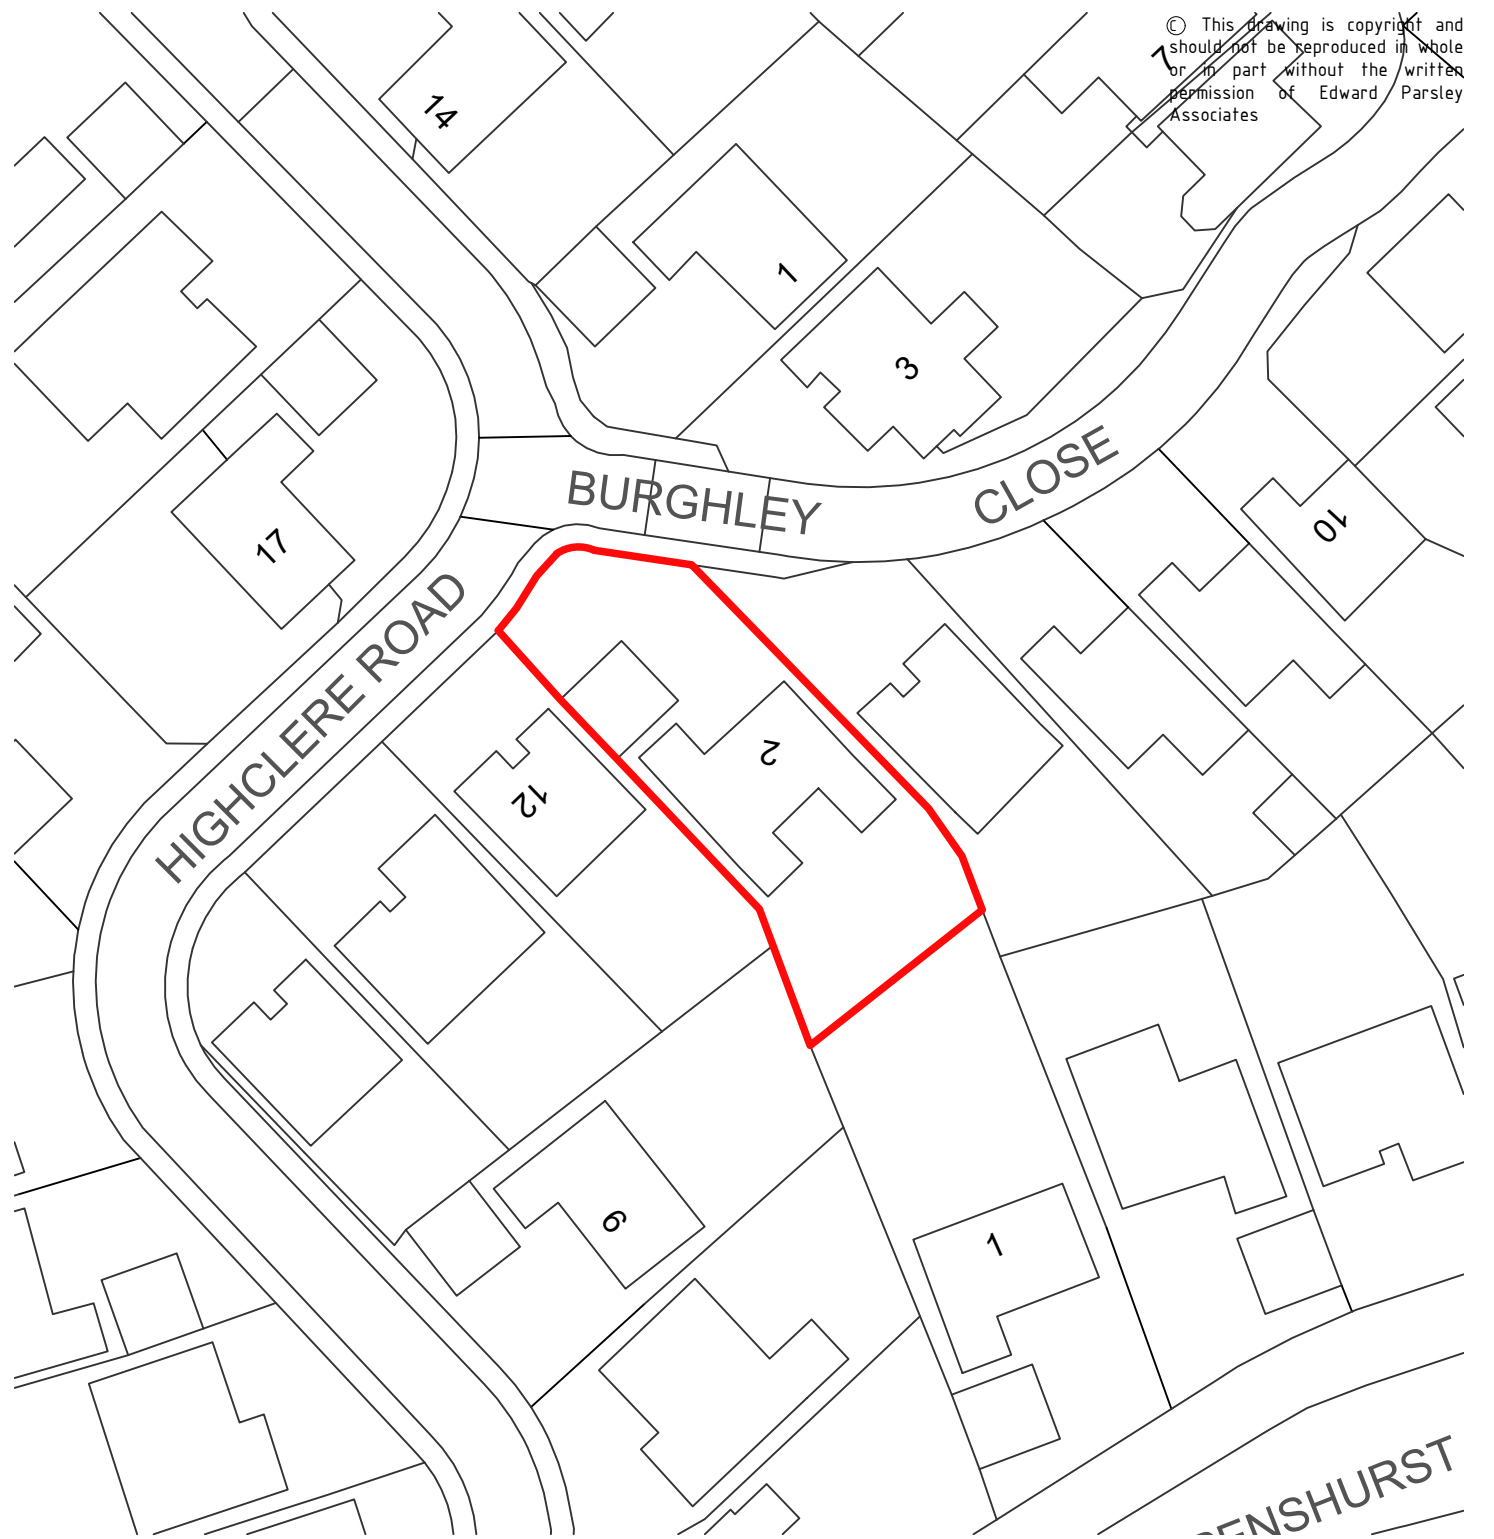 © This drawing is copyright and
should not be reproduced in whole
or in part without the written
permission of Edward Parsley
Associates
7
14
1
3
BURGHLEY CLOSE
10
17
HIGHCLERE ROAD
2
12
6
1